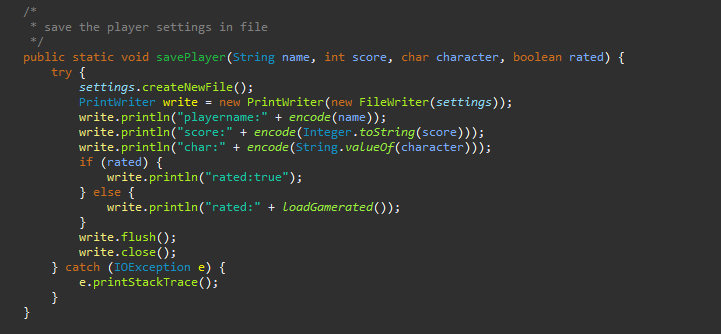 /*
 * save the player settings in file
 */
public static void savePlayer(String name, int score, char character, boolean rated) {
    try {
        settings.createNewFile();
        PrintWriter write = new PrintWriter(new FileWriter(settings));
        write.println("playername:" + encode(name));
        write.println("score:" + encode(Integer.toString(score)));
        write.println("char:" + encode(String.valueOf(character)));
        if (rated) {
            write.println("rated:true");
        } else {
            write.println("rated:" + loadGamerated());
        }
        write.flush();
        write.close();
    } catch (IOException e) {
        e.printStackTrace();
    }
}